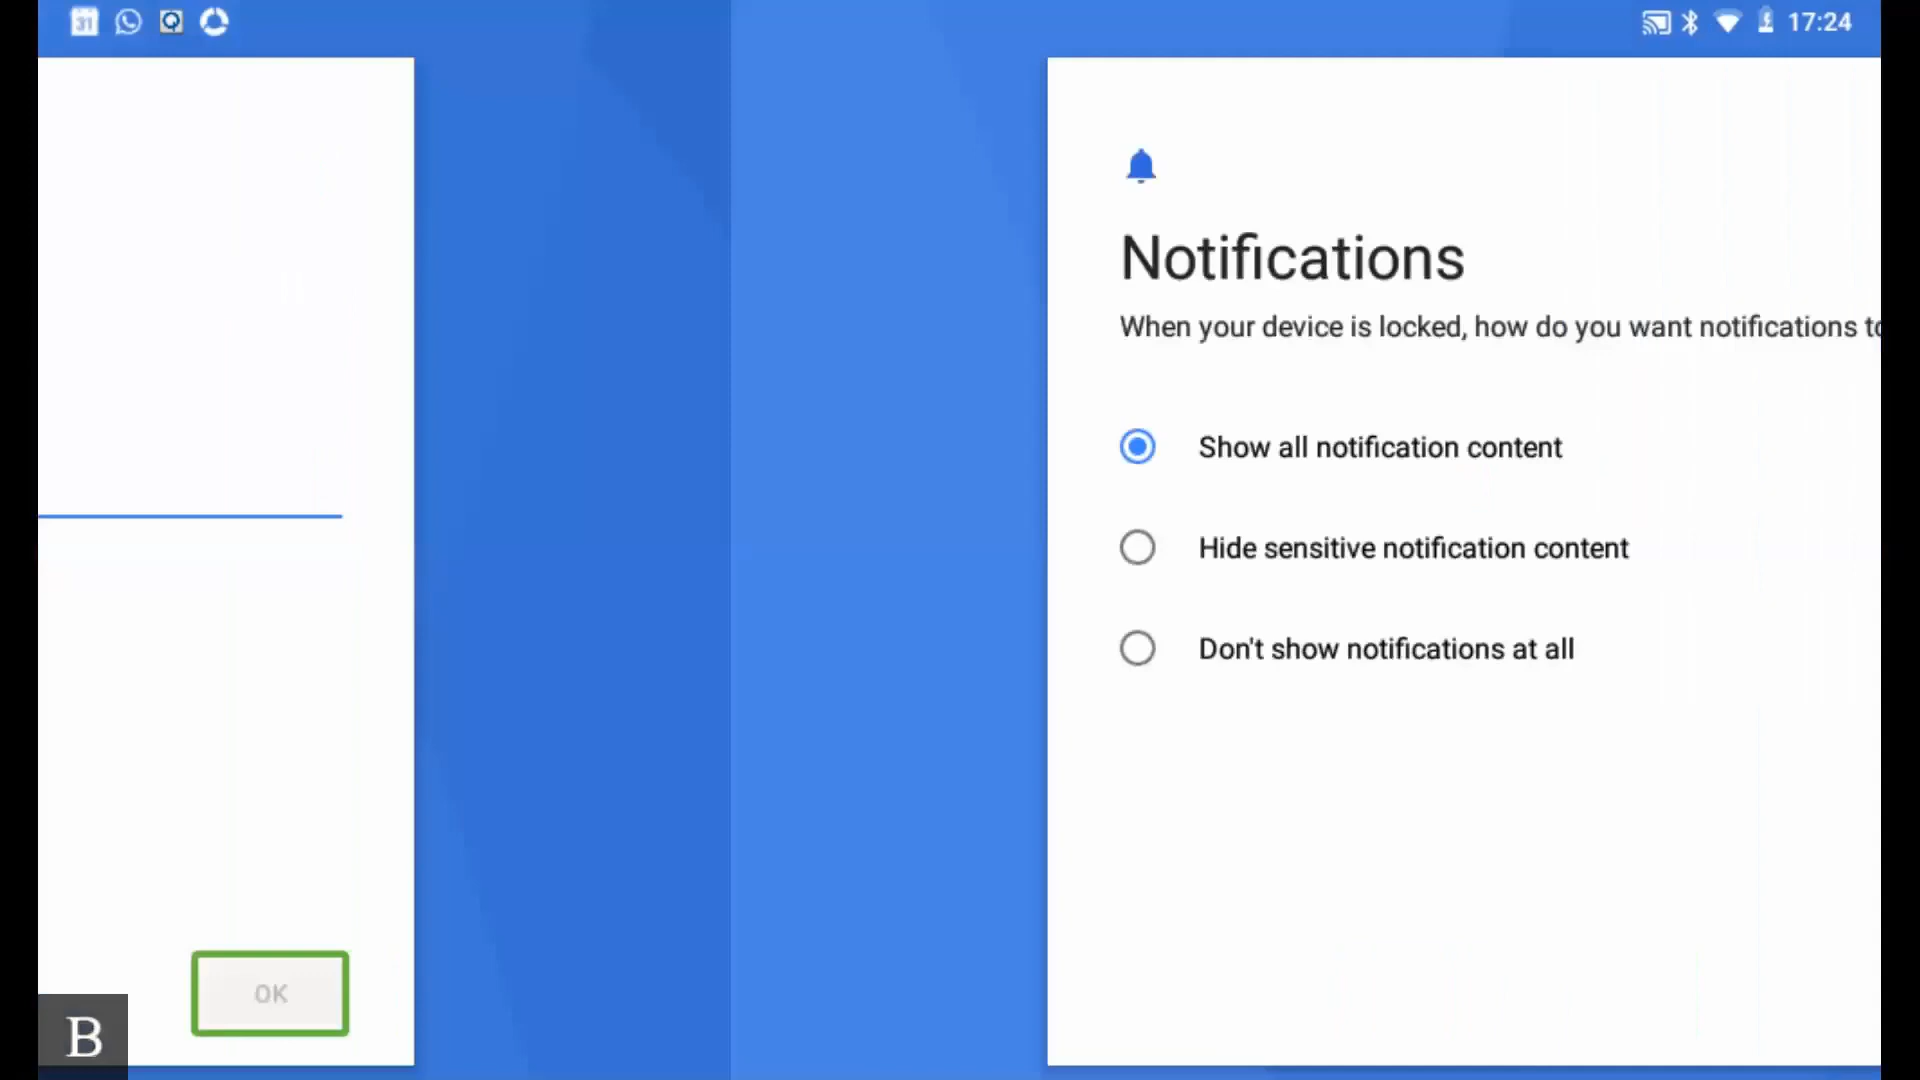 31
17:24
Notifications
When your device is locked, how do you want notifications
Show all notification content
Hide sensitive notification content
Don't show notifications at all
OK
B